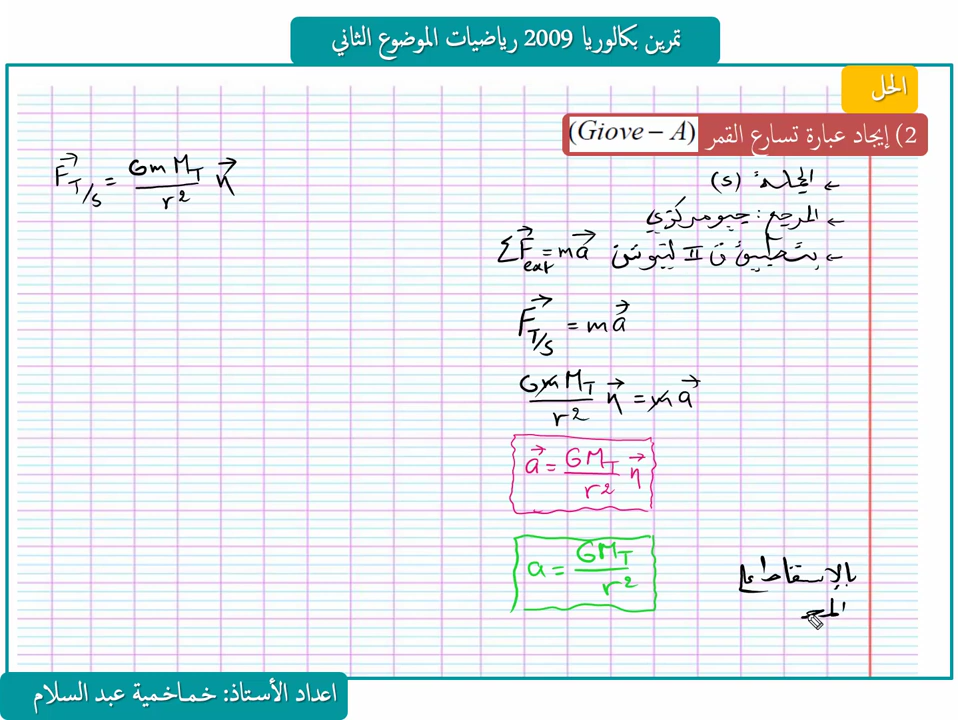 تمرين بكالوريا 2009 رياضيات الموضوع الثاني
الحل
2) إيجاد عبارة تسارع القمر (Giove − A)
الجملة: (S)
المرجع: جيومركزي
بتطبيق ق II لنيوتن ΣF⃗ext = ma⃗
F⃗T/S = ma⃗
GmMT/r² n⃗ = ma⃗
a⃗ = GMT/r² n⃗
a = GMT/r²
بالإسقاط على
المحـ
F⃗T/S = GmMT/r² n⃗
اعداد الأستاذ: خماخمية عبد السلام